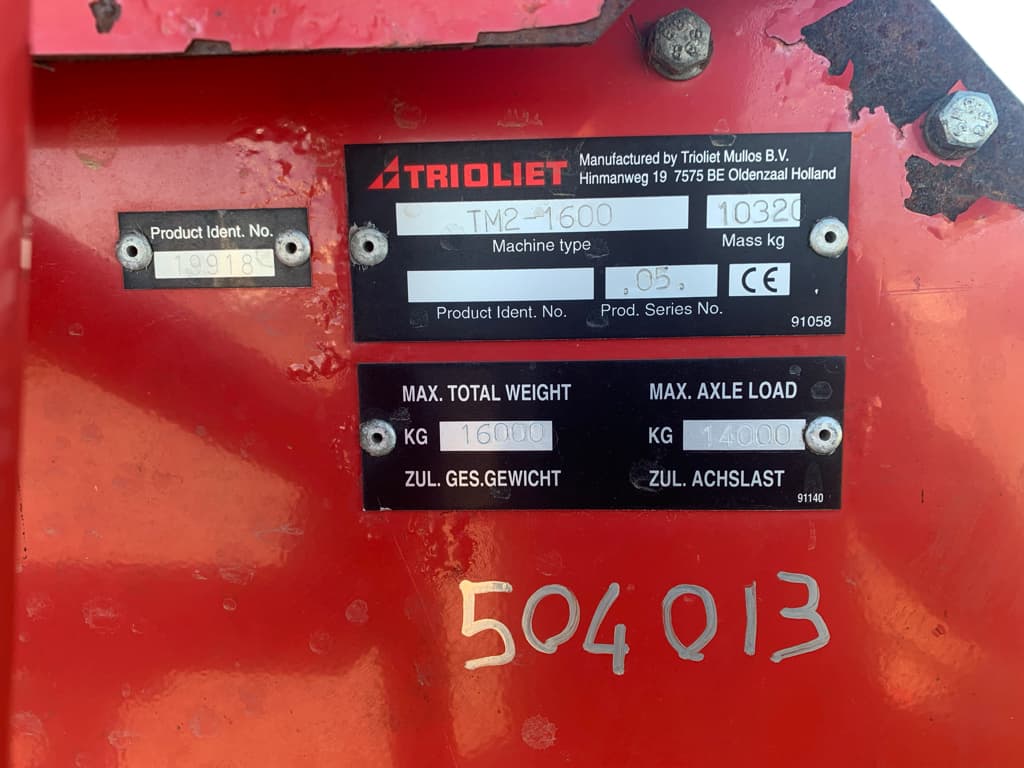 Product Ident. No.
19918
TRIOLIET
Manufactured by Trioliet Mullos B.V.
Hinmanweg 19 7575 BE Oldenzaal Holland
TM2-1600
10320
Machine type
Mass kg
.05.
CE
Product Ident. No.
Prod. Series No.
91058
MAX. TOTAL WEIGHT
MAX. AXLE LOAD
KG 16000
KG 14000
ZUL. GES.GEWICHT
ZUL. ACHSLAST
91140
504013